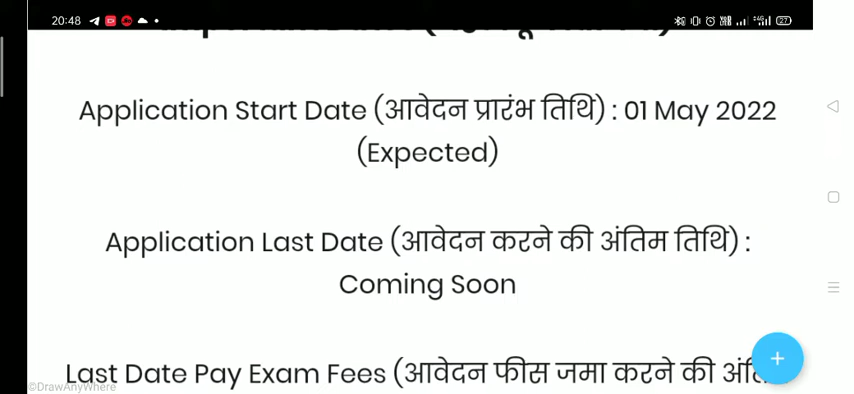 20:48
27
Application Start Date (आवेदन प्रारंभ तिथि) : 01 May 2022
(Expected)
Application Last Date (आवेदन करने की अंतिम तिथि) :
Coming Soon
Last Date Pay Exam Fees (आवेदन फीस जमा करने की
©DrawAnyWhere